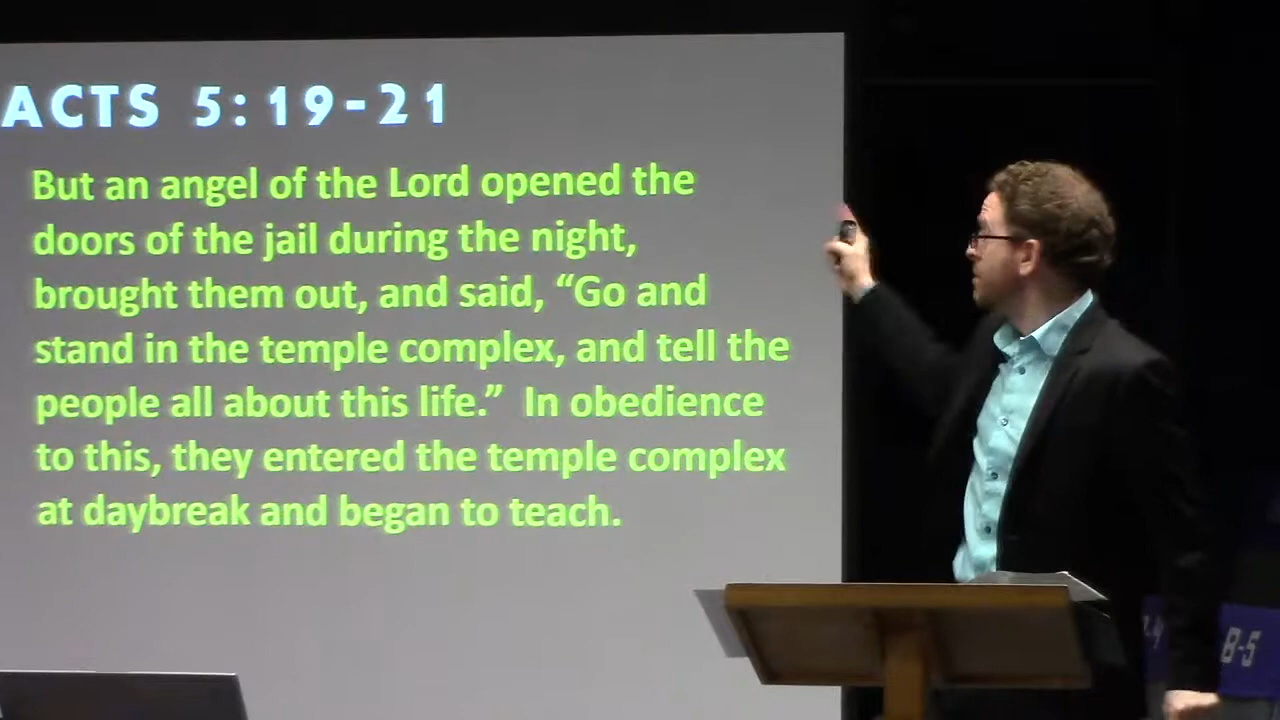 ACTS 5:19-21
But an angel of the Lord opened the
doors of the jail during the night,
brought them out, and said, “Go and
stand in the temple complex, and tell the
people all about this life.”  In obedience
to this, they entered the temple complex
at daybreak and began to teach.
B-5